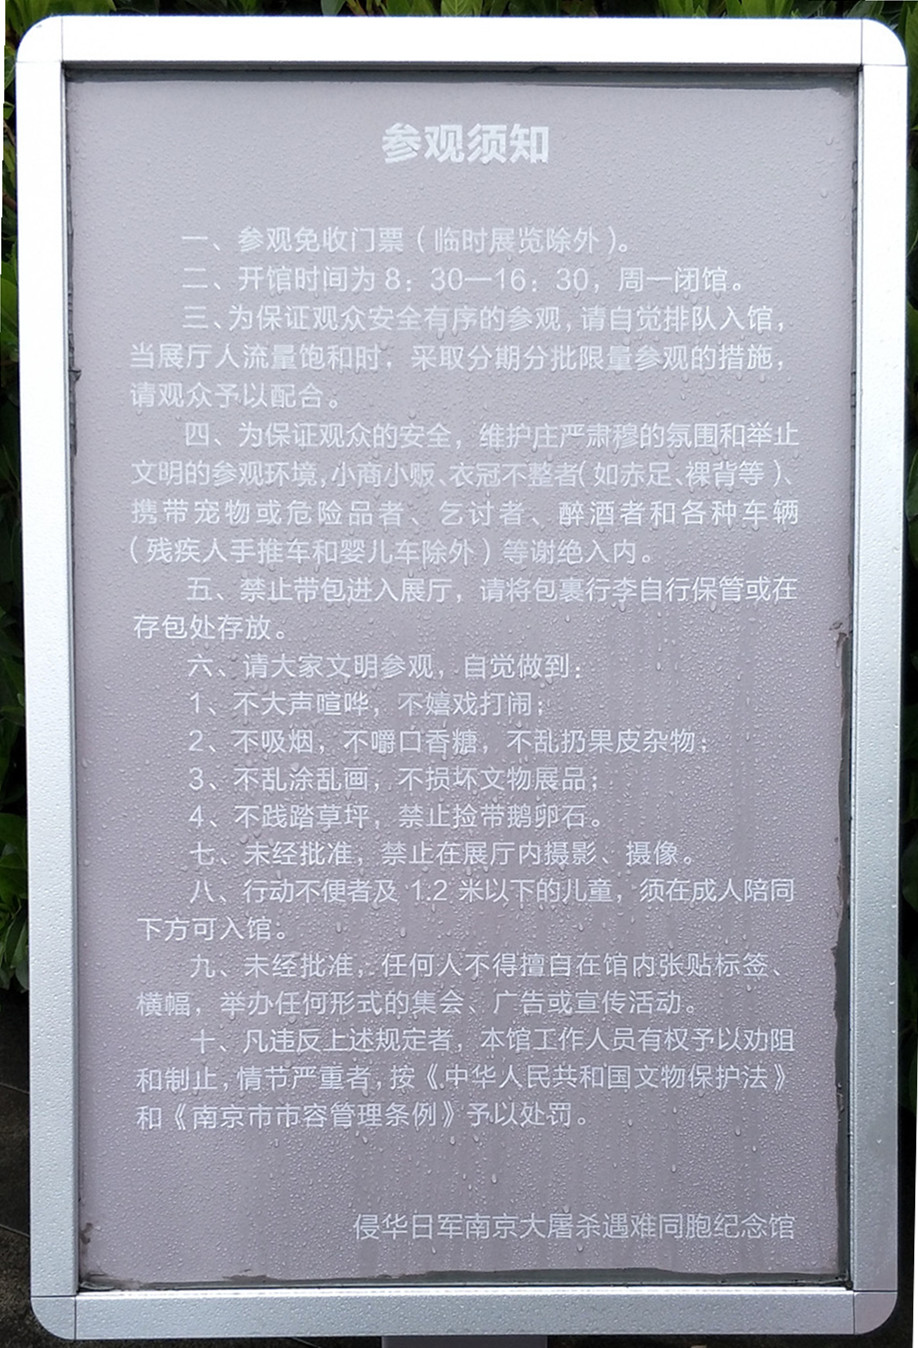 参观须知
一、参观免收门票（临时展览除外）。
二、开馆时间为 8：30—16：30，周一闭馆。
三、为保证观众安全有序的参观，请自觉排队入馆，
当展厅人流量饱和时，采取分期分批限量参观的措施，
请观众予以配合。
四、为保证观众的安全，维护庄严肃穆的氛围和举止
文明的参观环境，小商小贩、衣冠不整者（如赤足、裸背等）、
携带宠物或危险品者、乞讨者、醉酒者和各种车辆
（残疾人手推车和婴儿车除外）等谢绝入内。
五、禁止带包进入展厅，请将包裹行李自行保管或在
存包处存放。
六、请大家文明参观，自觉做到：
1、不大声喧哗，不嬉戏打闹；
2、不吸烟，不嚼口香糖，不乱扔果皮杂物；
3、不乱涂乱画，不损坏文物展品；
4、不践踏草坪，禁止捡带鹅卵石。
七、未经批准，禁止在展厅内摄影、摄像。
八、行动不便者及 1.2 米以下的儿童，须在成人陪同
下方可入馆。
九、未经批准，任何人不得擅自在馆内张贴标签、
横幅，举办任何形式的集会、广告或宣传活动。
十、凡违反上述规定者，本馆工作人员有权予以劝阻
和制止，情节严重者，按《中华人民共和国文物保护法》
和《南京市市容管理条例》予以处罚。
侵华日军南京大屠杀遇难同胞纪念馆